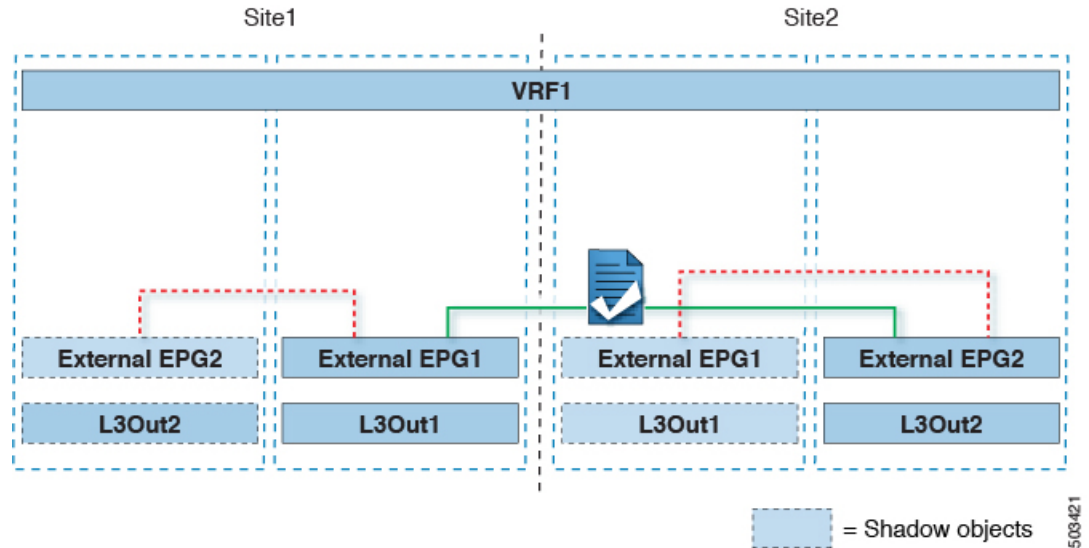 Site1
Site2
VRF1
External EPG2
External EPG1
External EPG1
External EPG2
L3Out2
L3Out1
L3Out1
L3Out2
= Shadow objects
503421